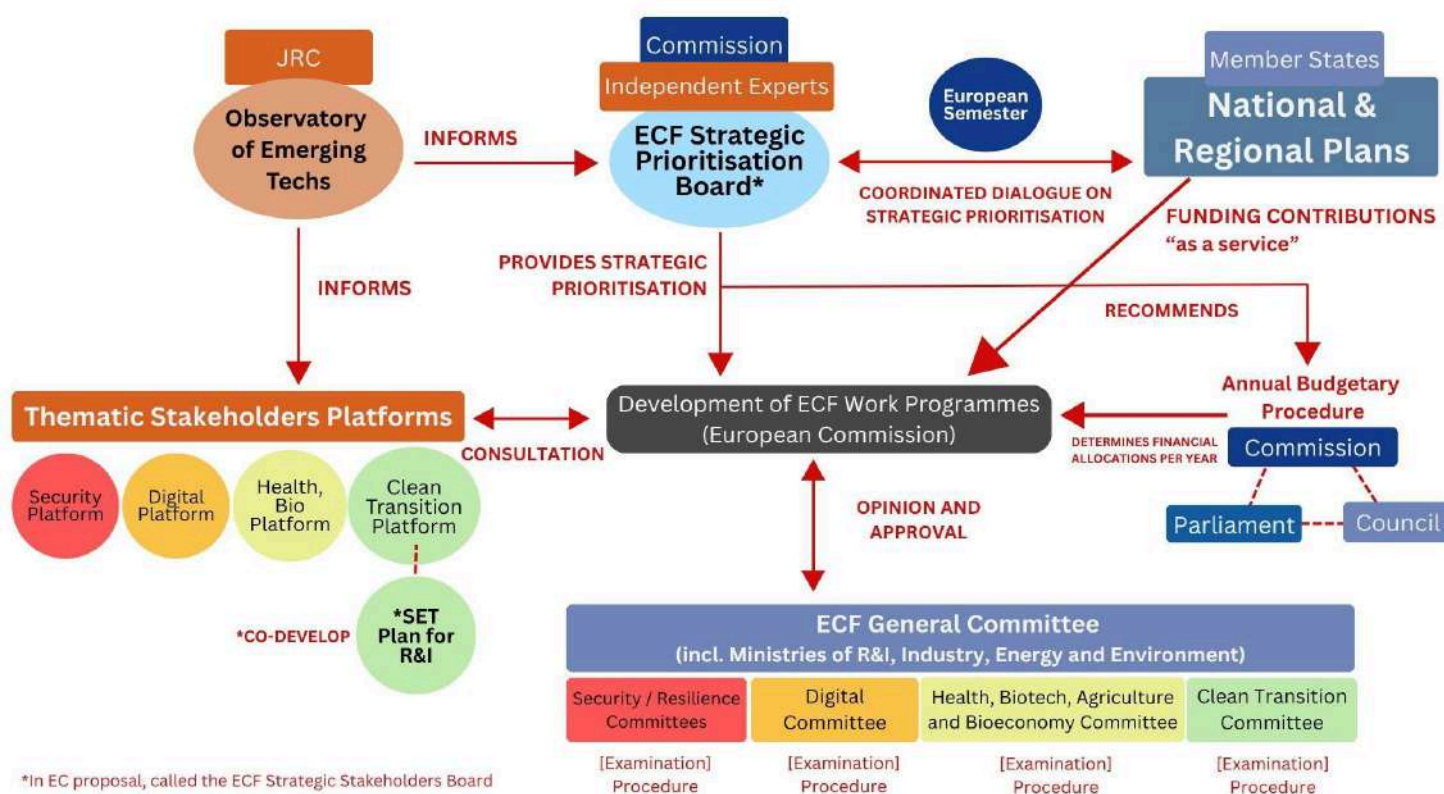 JRC
Observatory
of Emerging
Techs
INFORMS
Commission
Independent Experts
ECF Strategic
Prioritisation
Board*
European
Semester
COORDINATED DIALOGUE ON
STRATEGIC PRIORITISATION
Member States
National &
Regional Plans
FUNDING CONTRIBUTIONS
“as a service”
INFORMS
PROVIDES STRATEGIC
PRIORITISATION
RECOMMENDS
Thematic Stakeholders Platforms
CONSULTATION
Development of ECF Work Programmes
(European Commission)
DETERMINES FINANCIAL
ALLOCATIONS PER YEAR
Annual Budgetary
Procedure
Commission
Parliament
Council
Security
Platform
Digital
Platform
Health,
Bio
Platform
Clean
Transition
Platform
*CO-DEVELOP
*SET
Plan for
R&I
OPINION AND
APPROVAL
ECF General Committee
(incl. Ministries of R&I, Industry, Energy and Environment)
Security / Resilience
Committees
Digital
Committee
Health, Biotech, Agriculture
and Bioeconomy Committee
Clean Transition
Committee
[Examination]
Procedure
[Examination]
Procedure
[Examination]
Procedure
[Examination]
Procedure
*In EC proposal, called the ECF Strategic Stakeholders Board